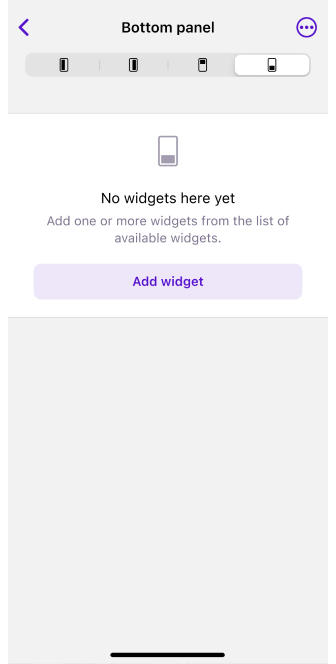 Bottom panel
No widgets here yet
Add one or more widgets from the list of
available widgets.
Add widget